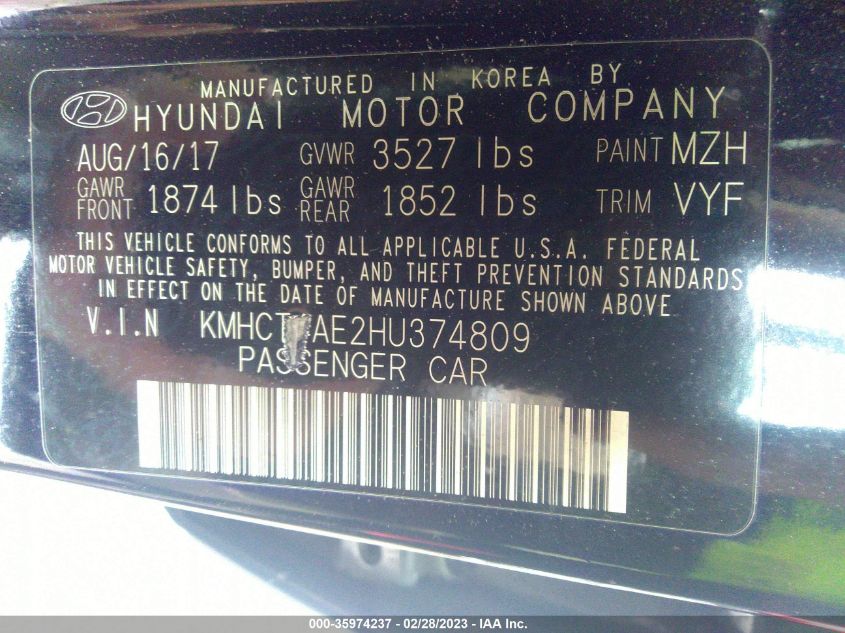 MANUFACTURED IN KOREA BY
HYUNDAI MOTOR COMPANY
AUG/16/17 GVWR 3527 lbs PAINT MZH
GAWR FRONT 1874 lbs GAWR REAR 1852 lbs TRIM VYF
THIS VEHICLE CONFORMS TO ALL APPLICABLE U.S.A. FEDERAL
MOTOR VEHICLE SAFETY, BUMPER, AND THEFT PREVENTION STANDARDS
IN EFFECT ON THE DATE OF MANUFACTURE SHOWN ABOVE
V.I.N
PASSENGER CAR
000-35974237 - 02/28/2023 - IAA Inc.